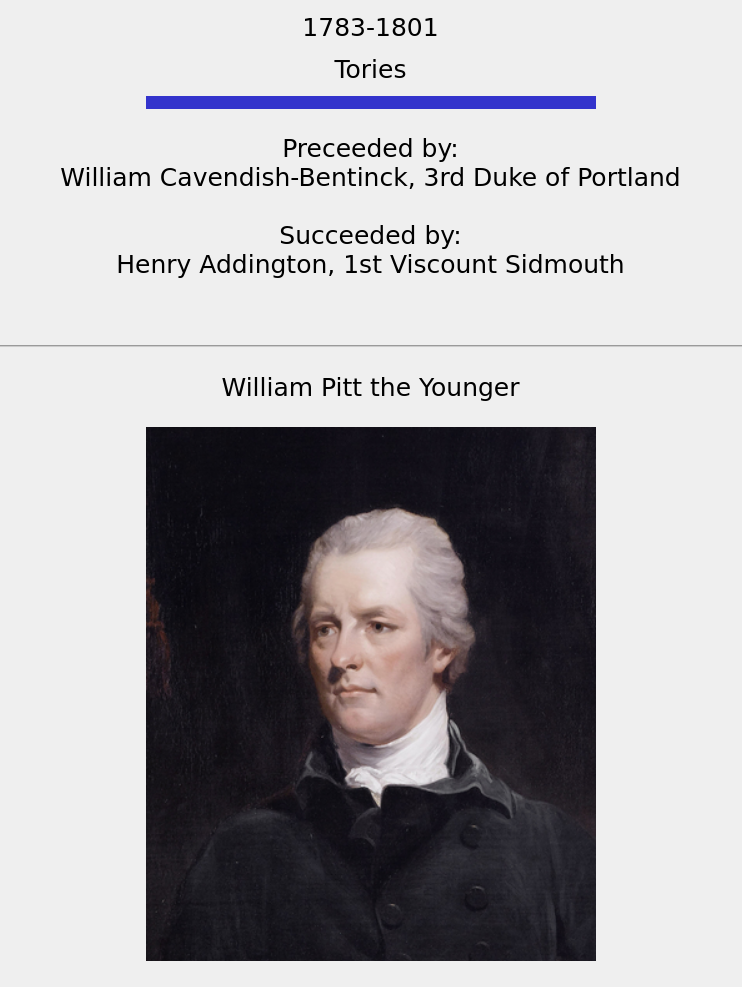 1783-1801
Tories
Preceeded by:
William Cavendish-Bentinck, 3rd Duke of Portland
Succeeded by:
Henry Addington, 1st Viscount Sidmouth
William Pitt the Younger